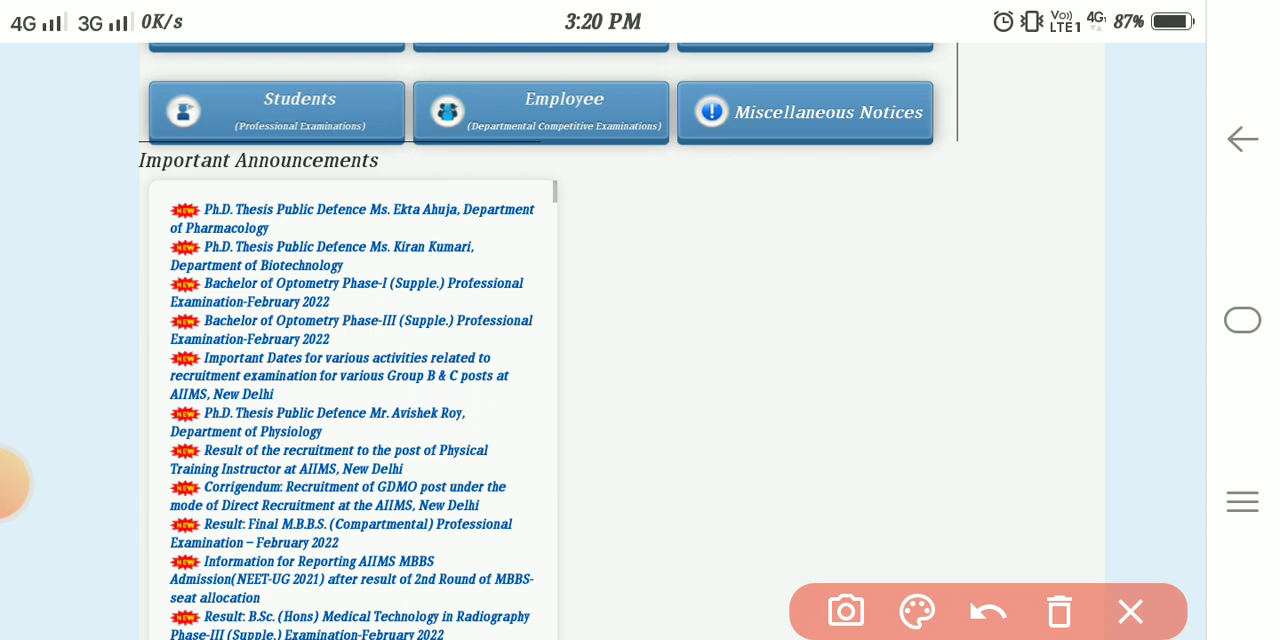 4G 3G 0K/s 3:20 PM Vo)) LTE1 4G 87%
Students
(Professional Examinations)
Employee
(Departmental Competitive Examinations)
Miscellaneous Notices
Important Announcements
NEW Ph.D. Thesis Public Defence Ms. Ekta Ahuja, Department
of Pharmacology
NEW Ph.D. Thesis Public Defence Ms. Kiran Kumari,
Department of Biotechnology
NEW Bachelor of Optometry Phase-I (Supple.) Professional
Examination-February 2022
NEW Bachelor of Optometry Phase-III (Supple.) Professional
Examination-February 2022
NEW Important Dates for various activities related to
recruitment examination for various Group B & C posts at
AIIMS, New Delhi
NEW Ph.D. Thesis Public Defence Mr. Avishek Roy,
Department of Physiology
NEW Result of the recruitment to the post of Physical
Training Instructor at AIIMS, New Delhi
NEW Corrigendum: Recruitment of GDMO post under the
mode of Direct Recruitment at the AIIMS, New Delhi
NEW Result: Final M.B.B.S. (Compartmental) Professional
Examination – February 2022
NEW Information for Reporting AIIMS MBBS
Admission(NEET-UG 2021) after result of 2nd Round of MBBS-
seat allocation
NEW Result: B.Sc. (Hons) Medical Technology in Radiography
Phase-III (Supple.) Examination-February 2022